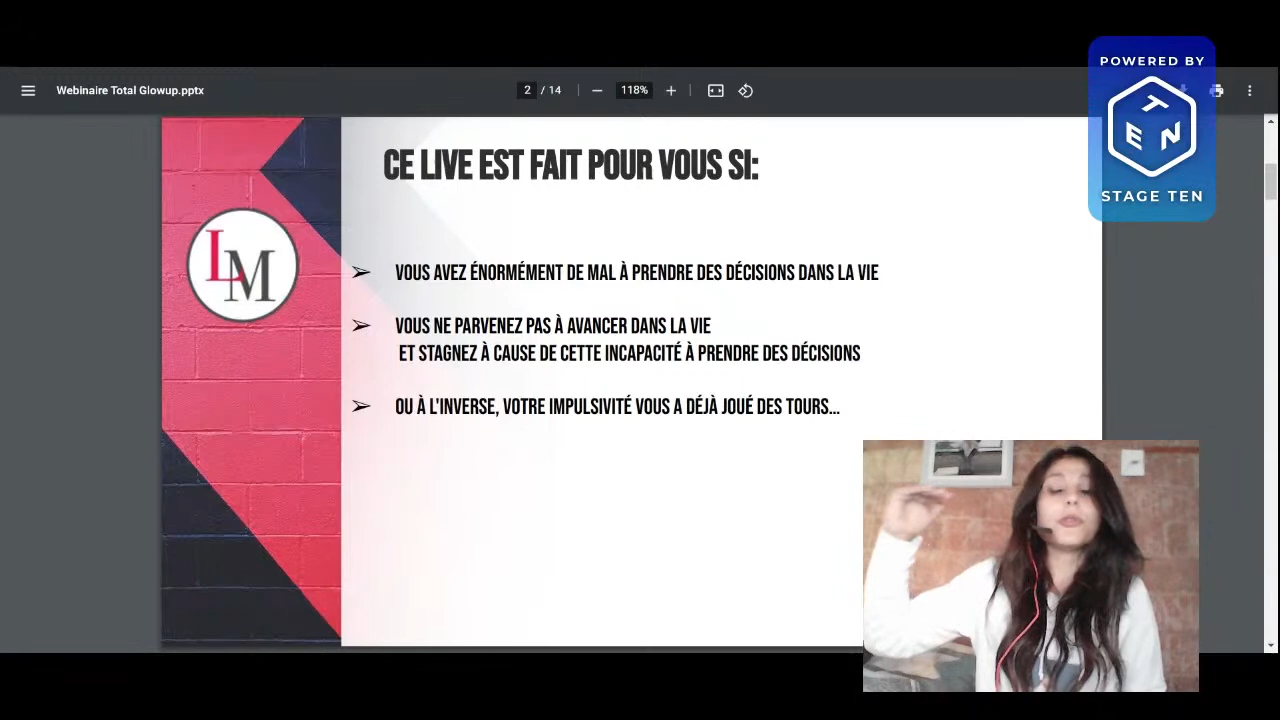 POWERED BY
TEN
STAGE TEN
Webinaire Total Glowup.pptx
2 / 14
118%
CE LIVE EST FAIT POUR VOUS SI:
LM
➢ VOUS AVEZ ÉNORMÉMENT DE MAL À PRENDRE DES DÉCISIONS DANS LA VIE
➢ VOUS NE PARVENEZ PAS À AVANCER DANS LA VIE
ET STAGNEZ À CAUSE DE CETTE INCAPACITÉ À PRENDRE DES DÉCISIONS
➢ OU À L'INVERSE, VOTRE IMPULSIVITÉ VOUS A DÉJÀ JOUÉ DES TOURS...